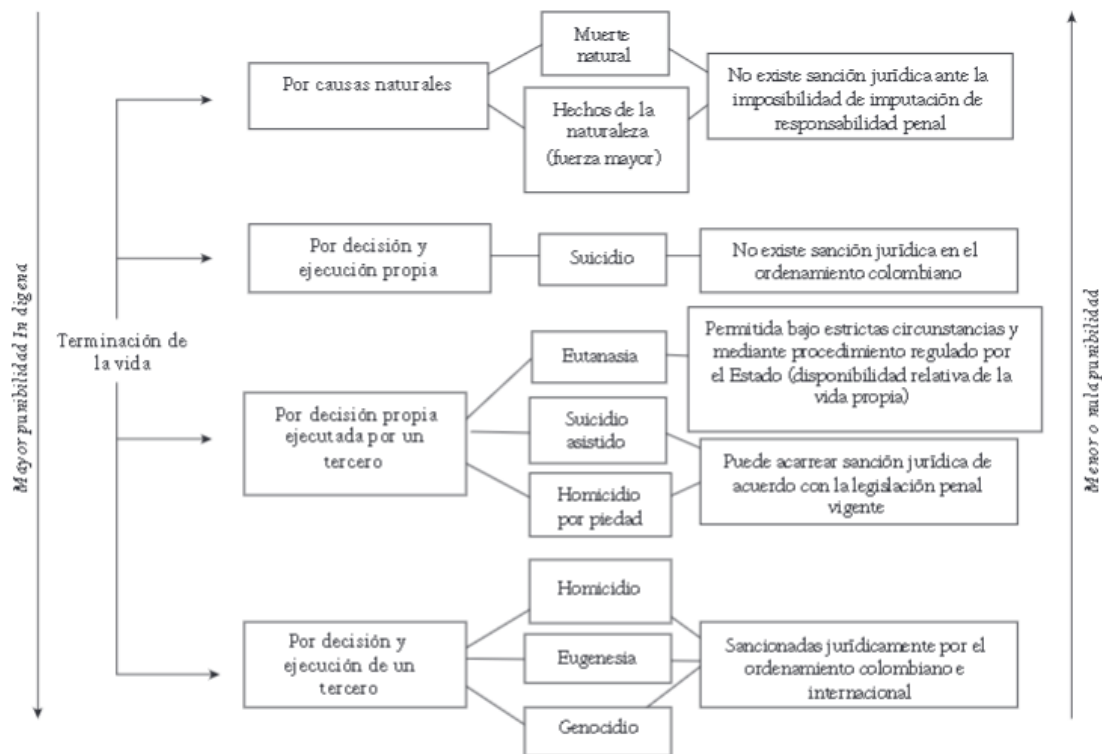 Muerte
natural
Por causas naturales
Hechos de la
naturaleza
(fuerza mayor)
No existe sanción jurídica ante la
imposibilidad de imputación de
responsabilidad penal
Por decisión y
ejecución propia
Suicidio
No existe sanción jurídica en el
ordenamiento colombiano
Mayor punibilidad Indigena
Terminación de
la vida
Menor o nula punibilidad
Eutanasia
Permitida bajo estrictas circunstancias y
mediante procedimiento regulado por
el Estado (disponibilidad relativa de la
vida propia)
Por decisión propia
ejecutada por un
tercero
Suicidio
asistido
Homicidio
por piedad
Puede acarrear sanción jurídica de
acuerdo con la legislación penal
vigente
Homicidio
Por decisión y
ejecución de un
tercero
Eugenesia
Genocidio
Sancionadas jurídicamente por el
ordenamiento colombiano e
internacional